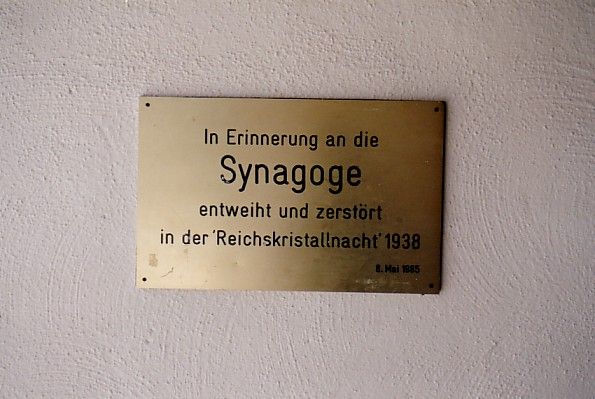 In Erinnerung an die
Synagoge
entweiht und zerstört
in der 'Reichskristallnacht' 1938
8. Mai 1985